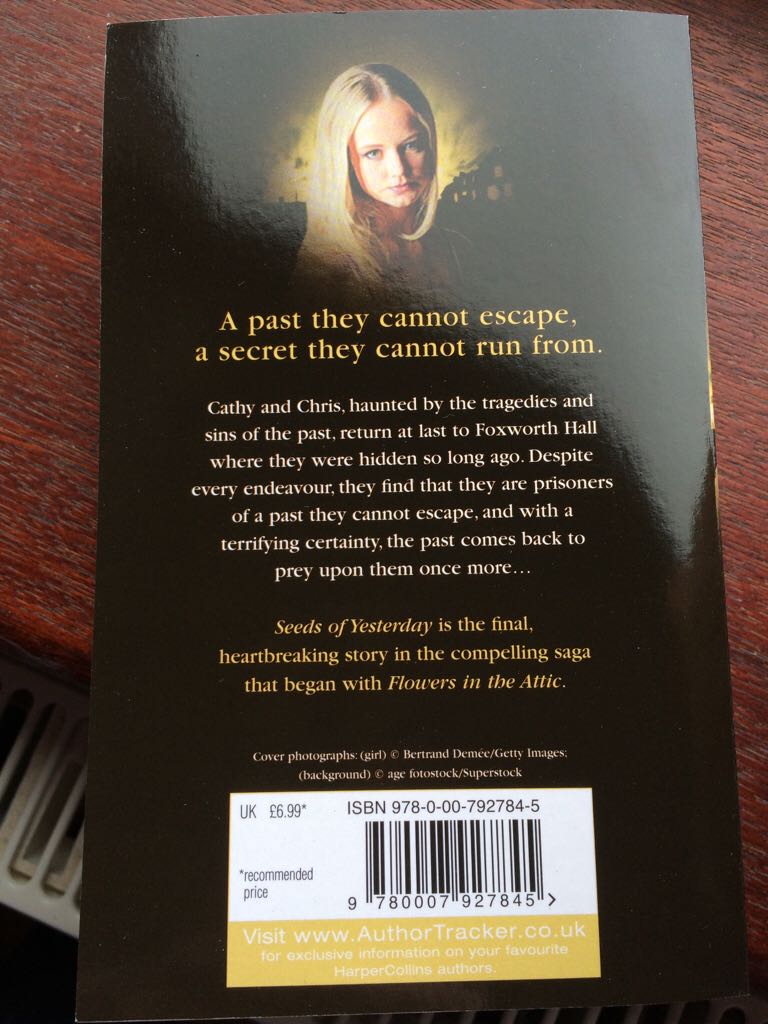 A past they cannot escape,
a secret they cannot run from.
Cathy and Chris, haunted by the tragedies and
sins of the past, return at last to Foxworth Hall
where they were hidden so long ago. Despite
every endeavour, they find that they are prisoners
of a past they cannot escape, and with a
terrifying certainty, the past comes back to
prey upon them once more…
Seeds of Yesterday is the final,
heartbreaking story in the compelling saga
that began with Flowers in the Attic.
Cover photographs: (girl) © Bertrand Demée/Getty Images;
(background) © age fotostock/Superstock
UK £6.99*
ISBN 978-0-00-792784-5
*recommended
price
9 780007 927845 >
Visit www.AuthorTracker.co.uk
for exclusive information on your favourite
HarperCollins authors.